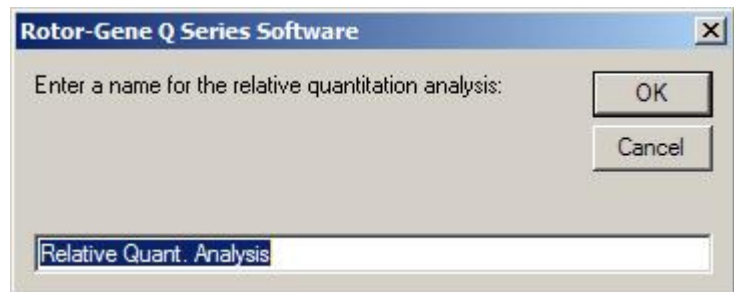 Rotor-Gene Q Series Software
Enter a name for the relative quantitation analysis:
OK
Cancel
Relative Quant. Analysis